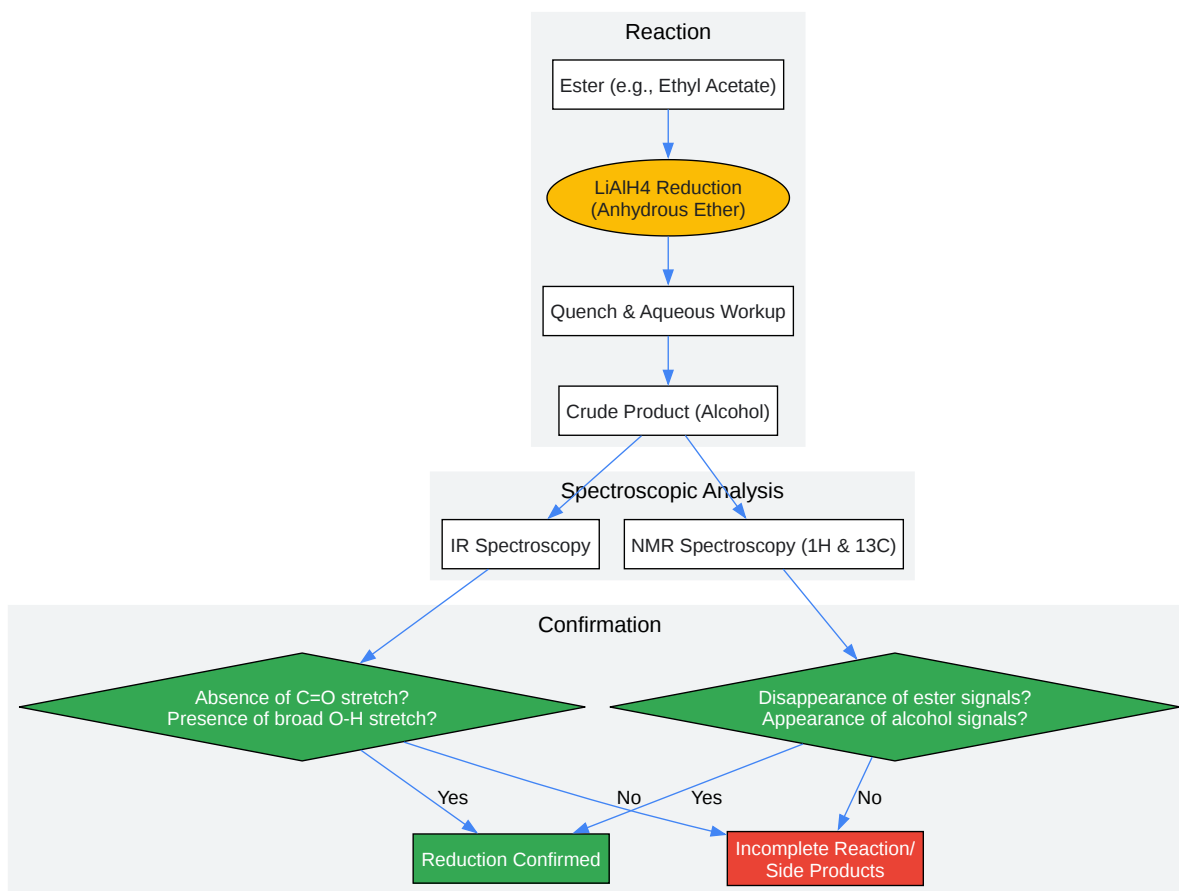 Reaction
Ester (e.g., Ethyl Acetate)
LiAlH4 Reduction
(Anhydrous Ether)
Quench & Aqueous Workup
Crude Product (Alcohol)
Spectroscopic Analysis
IR Spectroscopy
NMR Spectroscopy (1H & 13C)
Confirmation
Absence of C=O stretch?
Presence of broad O-H stretch?
Disappearance of ester signals?
Appearance of alcohol signals?
Yes
No
Yes
No
Reduction Confirmed
Incomplete Reaction/
Side Products